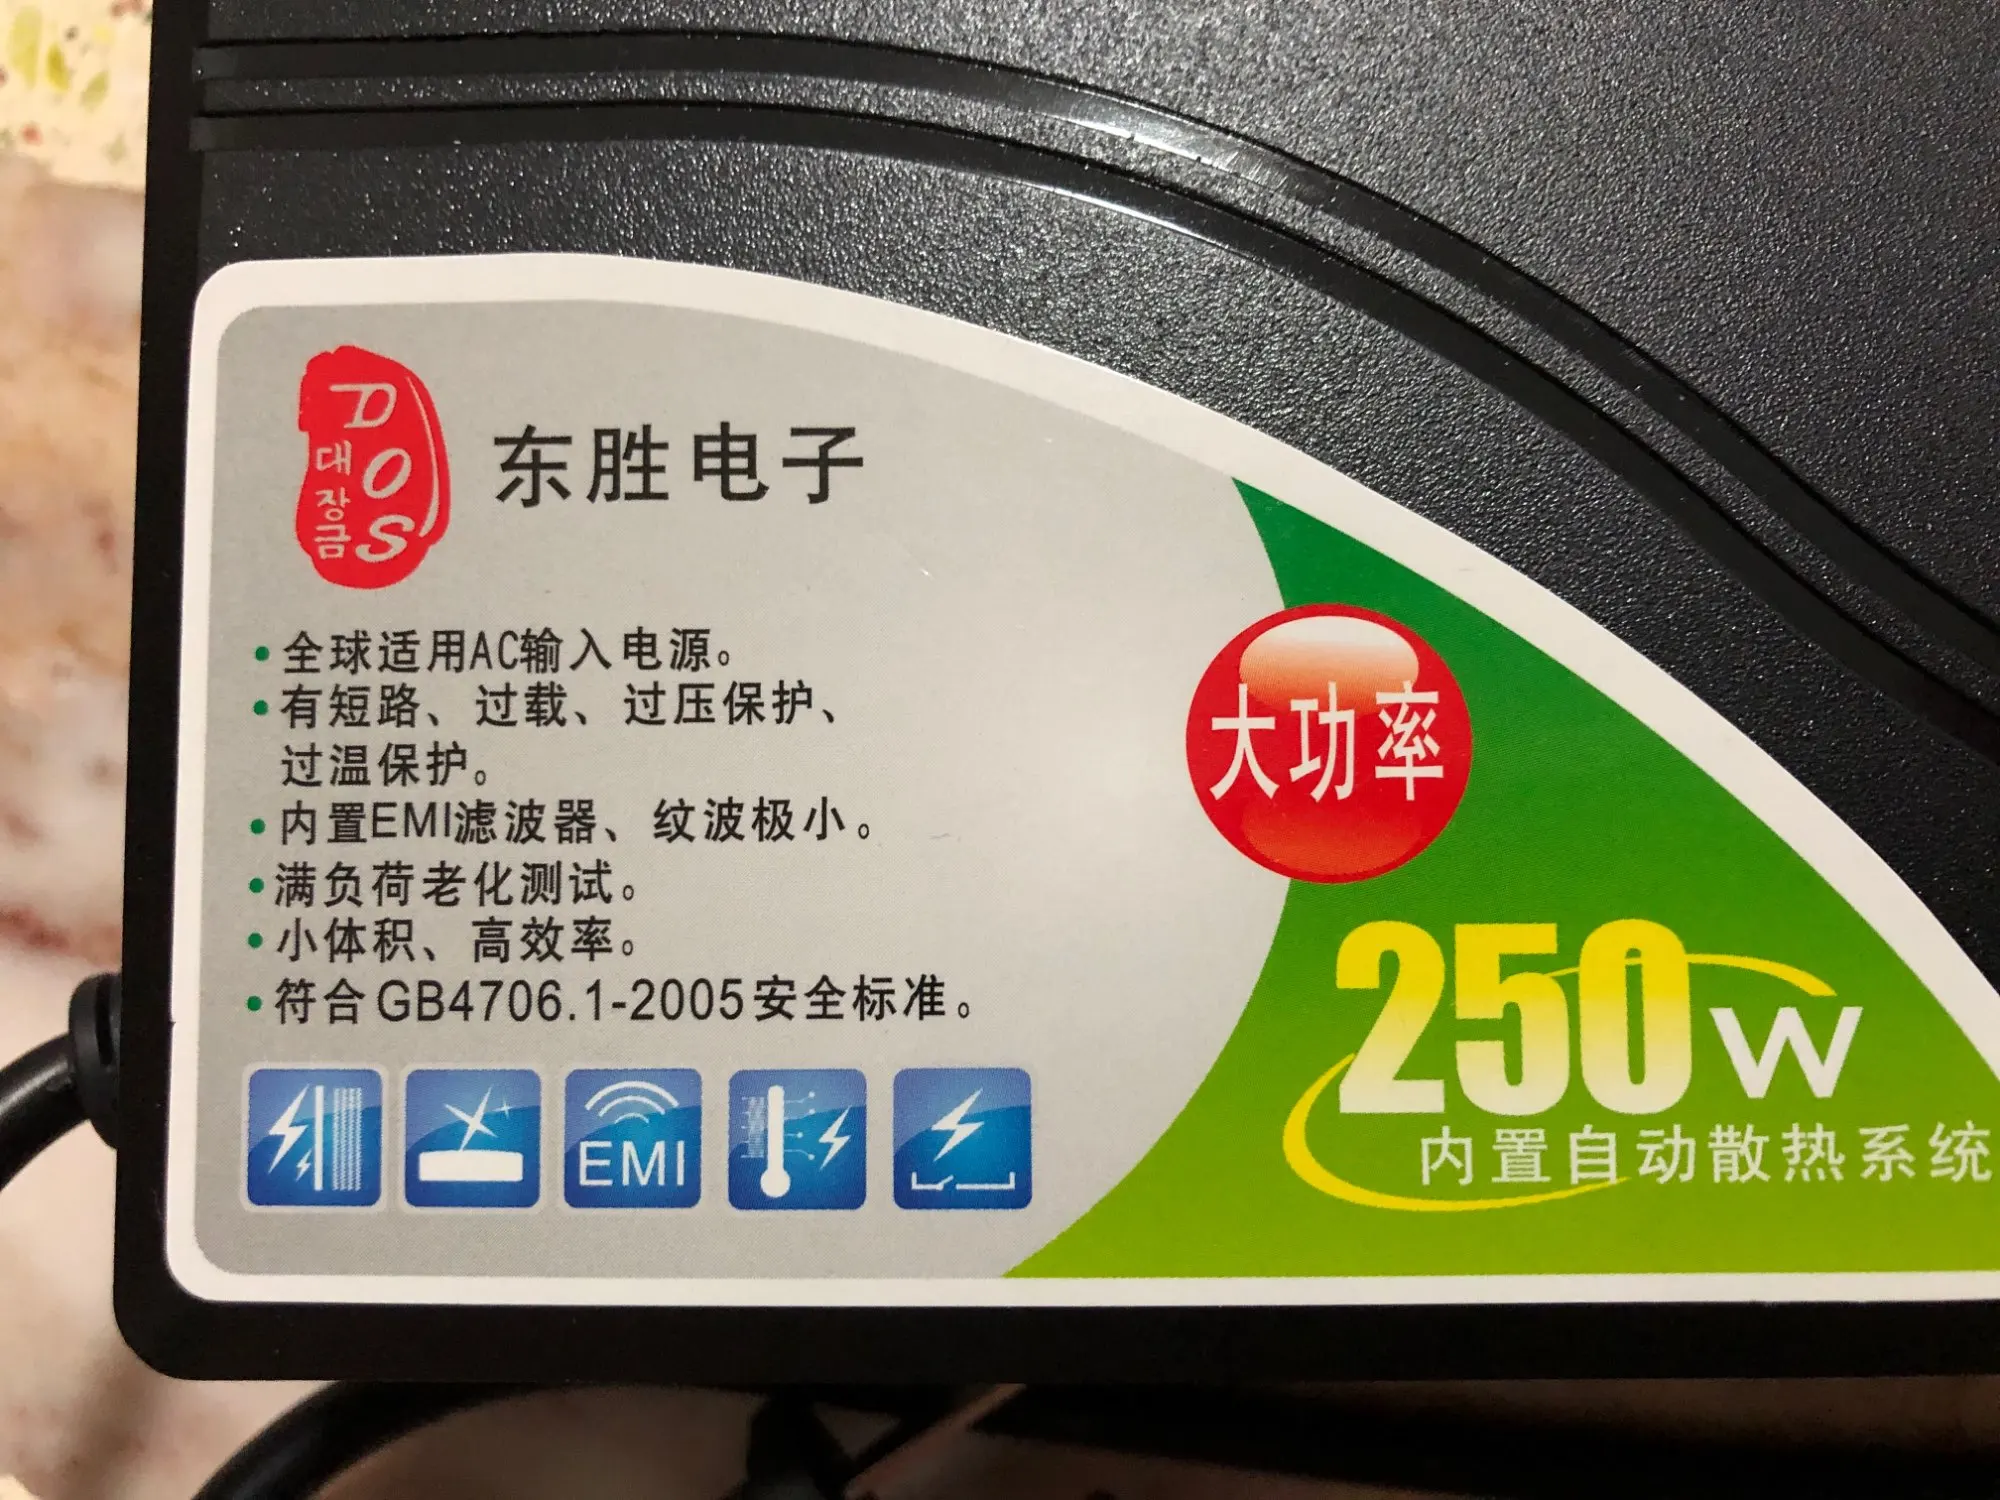 DOS
대장금
东胜电子
·全球适用AC输入电源。
·有短路、过载、过压保护、
过温保护。
·内置EMI滤波器、纹波极小。
·满负荷老化测试。
·小体积、高效率。
·符合GB4706.1-2005安全标准。
EMI
大功率
250W
内置自动散热系统